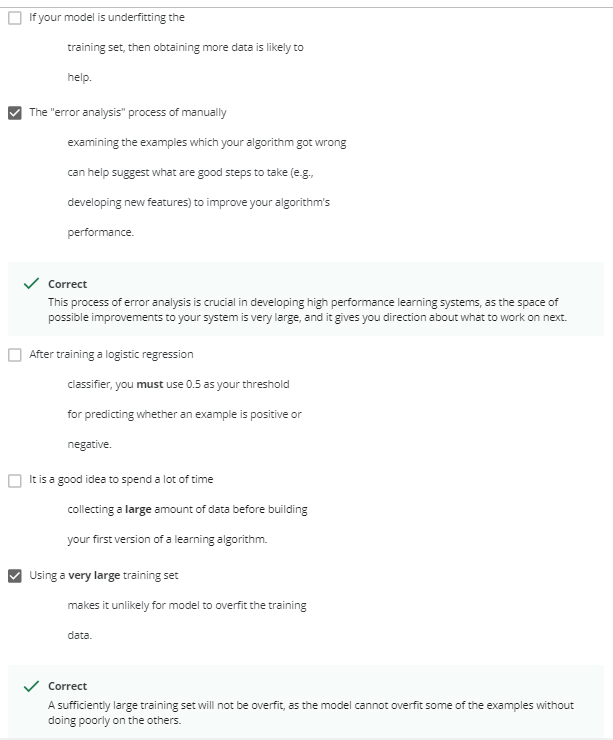 If your model is underfitting the
training set, then obtaining more data is likely to
help.
The "error analysis" process of manually
examining the examples which your algorithm got wrong
can help suggest what are good steps to take (e.g.,
developing new features) to improve your algorithm's
performance.
Correct
This process of error analysis is crucial in developing high performance learning systems, as the space of
possible improvements to your system is very large, and it gives you direction about what to work on next.
After training a logistic regression
classifier, you must use 0.5 as your threshold
for predicting whether an example is positive or
negative.
It is a good idea to spend a lot of time
collecting a large amount of data before building
your first version of a learning algorithm.
Using a very large training set
makes it unlikely for model to overfit the training
data.
Correct
A sufficiently large training set will not be overfit, as the model cannot overfit some of the examples without
doing poorly on the others.